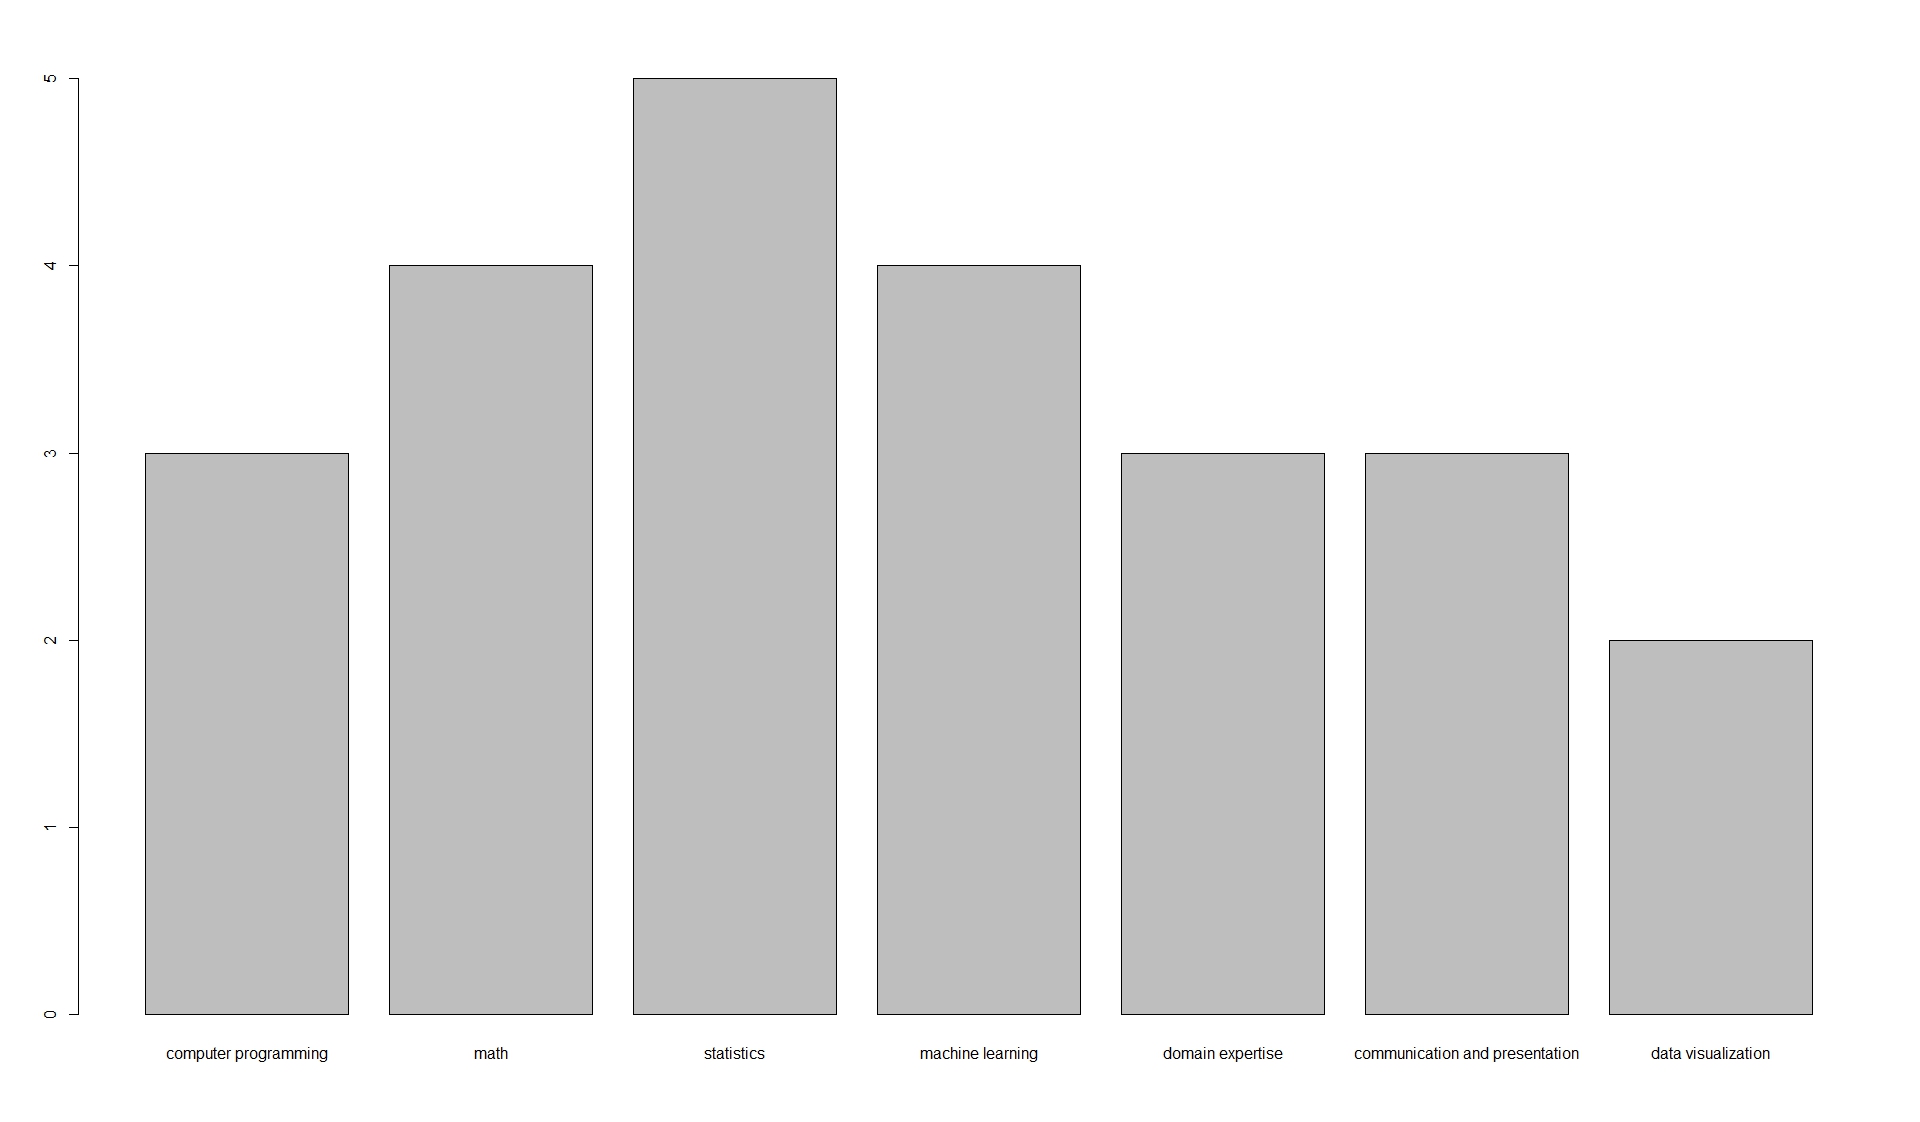 5
4
3
2
1
0
computer programming
math
statistics
machine learning
domain expertise
communication and presentation
data visualization